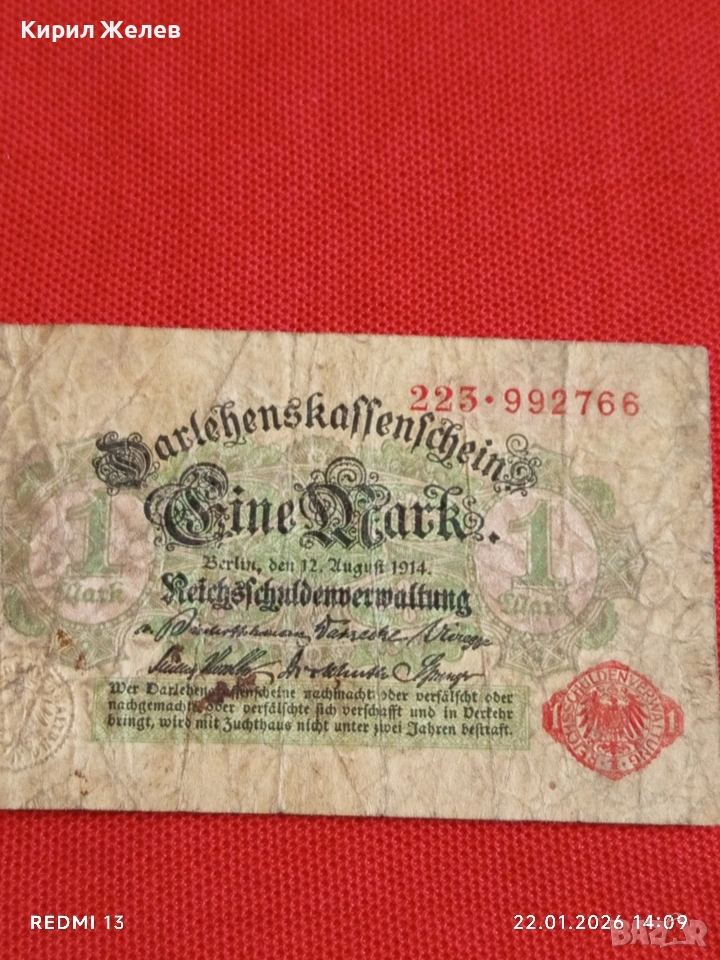 Кирил Желев
223·992766
Darlehenskassenschein.
Eine Mark.
1 Mark
1 Mark
Berlin, den 12. August 1914.
Reichsschuldenverwaltung
Wer Darlehenskassenscheine nachmacht oder verfälscht oder
nachgemachte oder verfälschte sich verschafft und in Verkehr
bringt, wird mit Zuchthaus nicht unter zwei Jahren bestraft.
REICHSSCHULDENVERWALTUNG
1 1
REDMI 13
22.01.2026 14:09
BAZAR